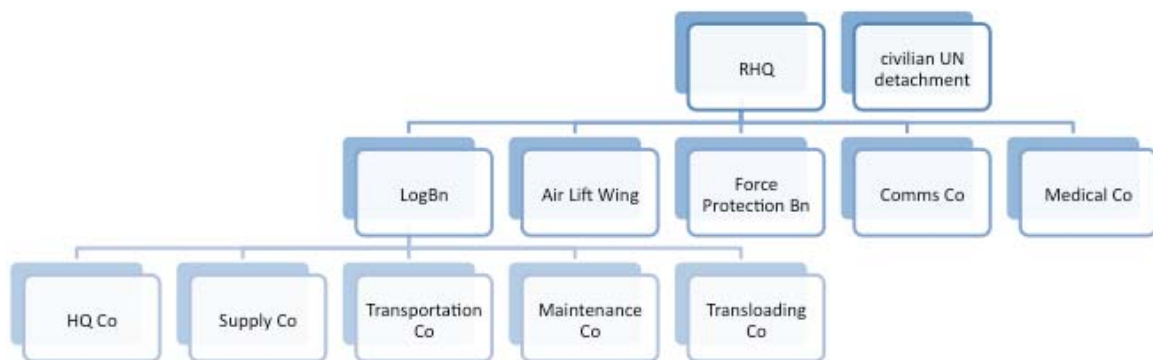 RHQ
civilian UN
detachment
LogBn
Air Lift Wing
Force
Protection Bn
Comms Co
Medical Co
HQ Co
Supply Co
Transportation
Co
Maintenance
Co
Transloading
Co